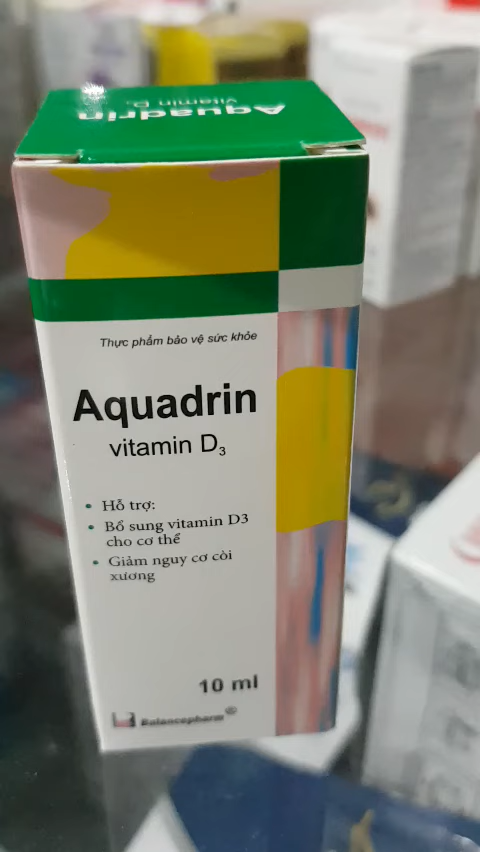 Aquadrin
vitamin D₃
Thực phẩm bảo vệ sức khỏe
Aquadrin
vitamin D₃
• Hỗ trợ:
• Bổ sung vitamin D3
cho cơ thể
• Giảm nguy cơ còi
xương
10 ml
Balancepharm®